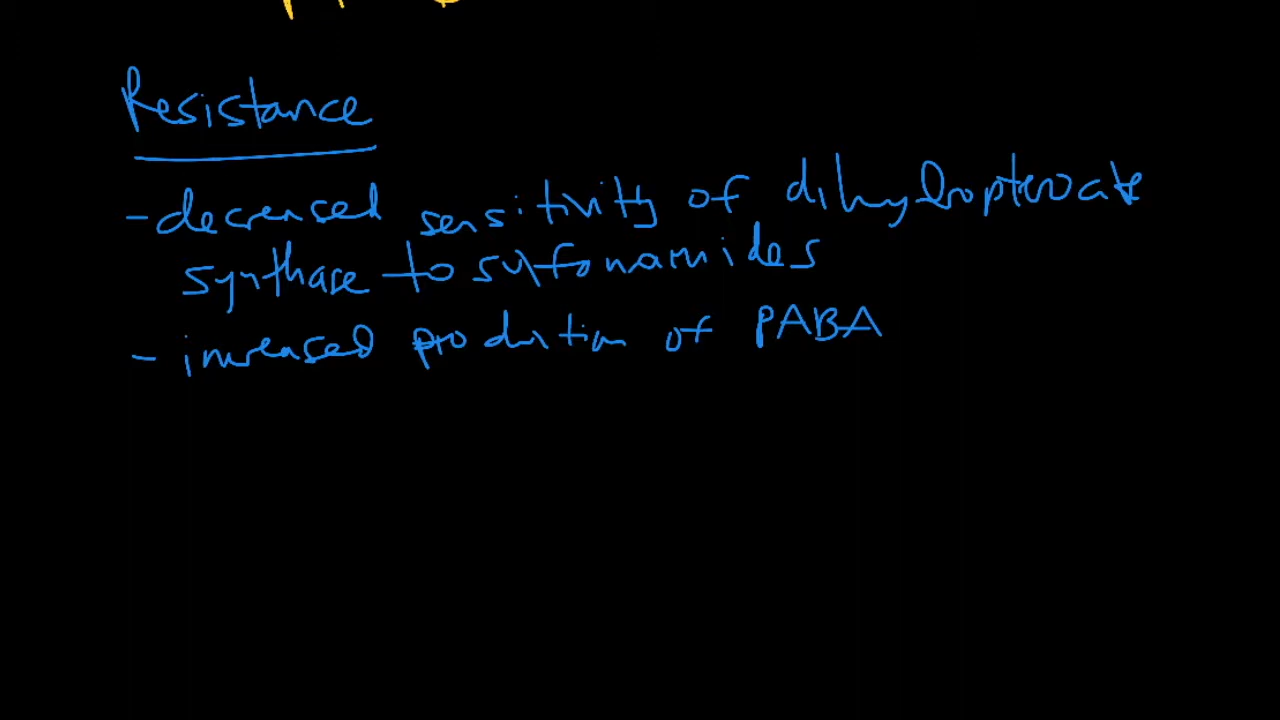 Resistance
- decreased sensitivity of dihydropteroate
synthase to sulfonamides
- increased production of PABA